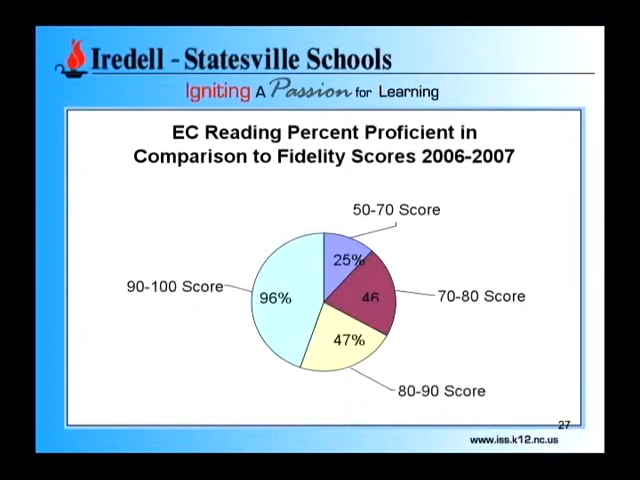 Iredell - Statesville Schools
Igniting A Passion for Learning
EC Reading Percent Proficient in
Comparison to Fidelity Scores 2006-2007
50-70 Score
25%
90-100 Score
96%
46
70-80 Score
47%
80-90 Score
27
www.iss.k12.nc.us